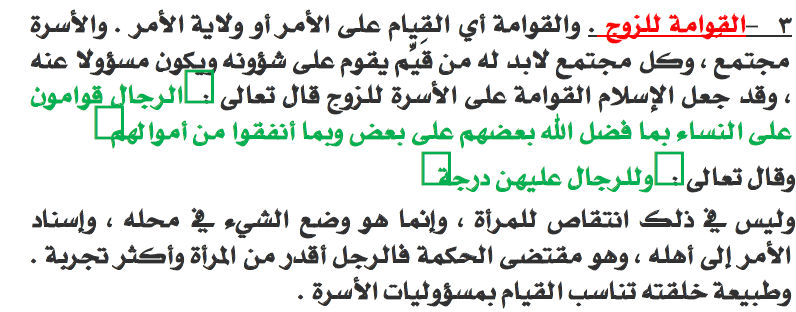 ٣ –القوامة للزوج . والقوامة أي القيام على الأمر أو ولاية الأمر . والأسرة
مجتمع ، وكل مجتمع لابد له من قَيِّم يقوم على شؤونه ويكون مسؤولا عنه
، وقد جعل الإسلام القوامة على الأسرة للزوج قال تعالى : الرجال قوامون
على النساء بما فضل الله بعضهم على بعض وبما أنفقوا من أموالهم
وقال تعالى : وللرجال عليهن درجة
وليس في ذلك انتقاص للمرأة ، وإنما هو وضع الشيء في محله ، وإسناد
الأمر إلى أهله ، وهو مقتضى الحكمة فالرجل أقدر من المرأة وأكثر تجربة .
وطبيعة خلقته تناسب القيام بمسؤوليات الأسرة .